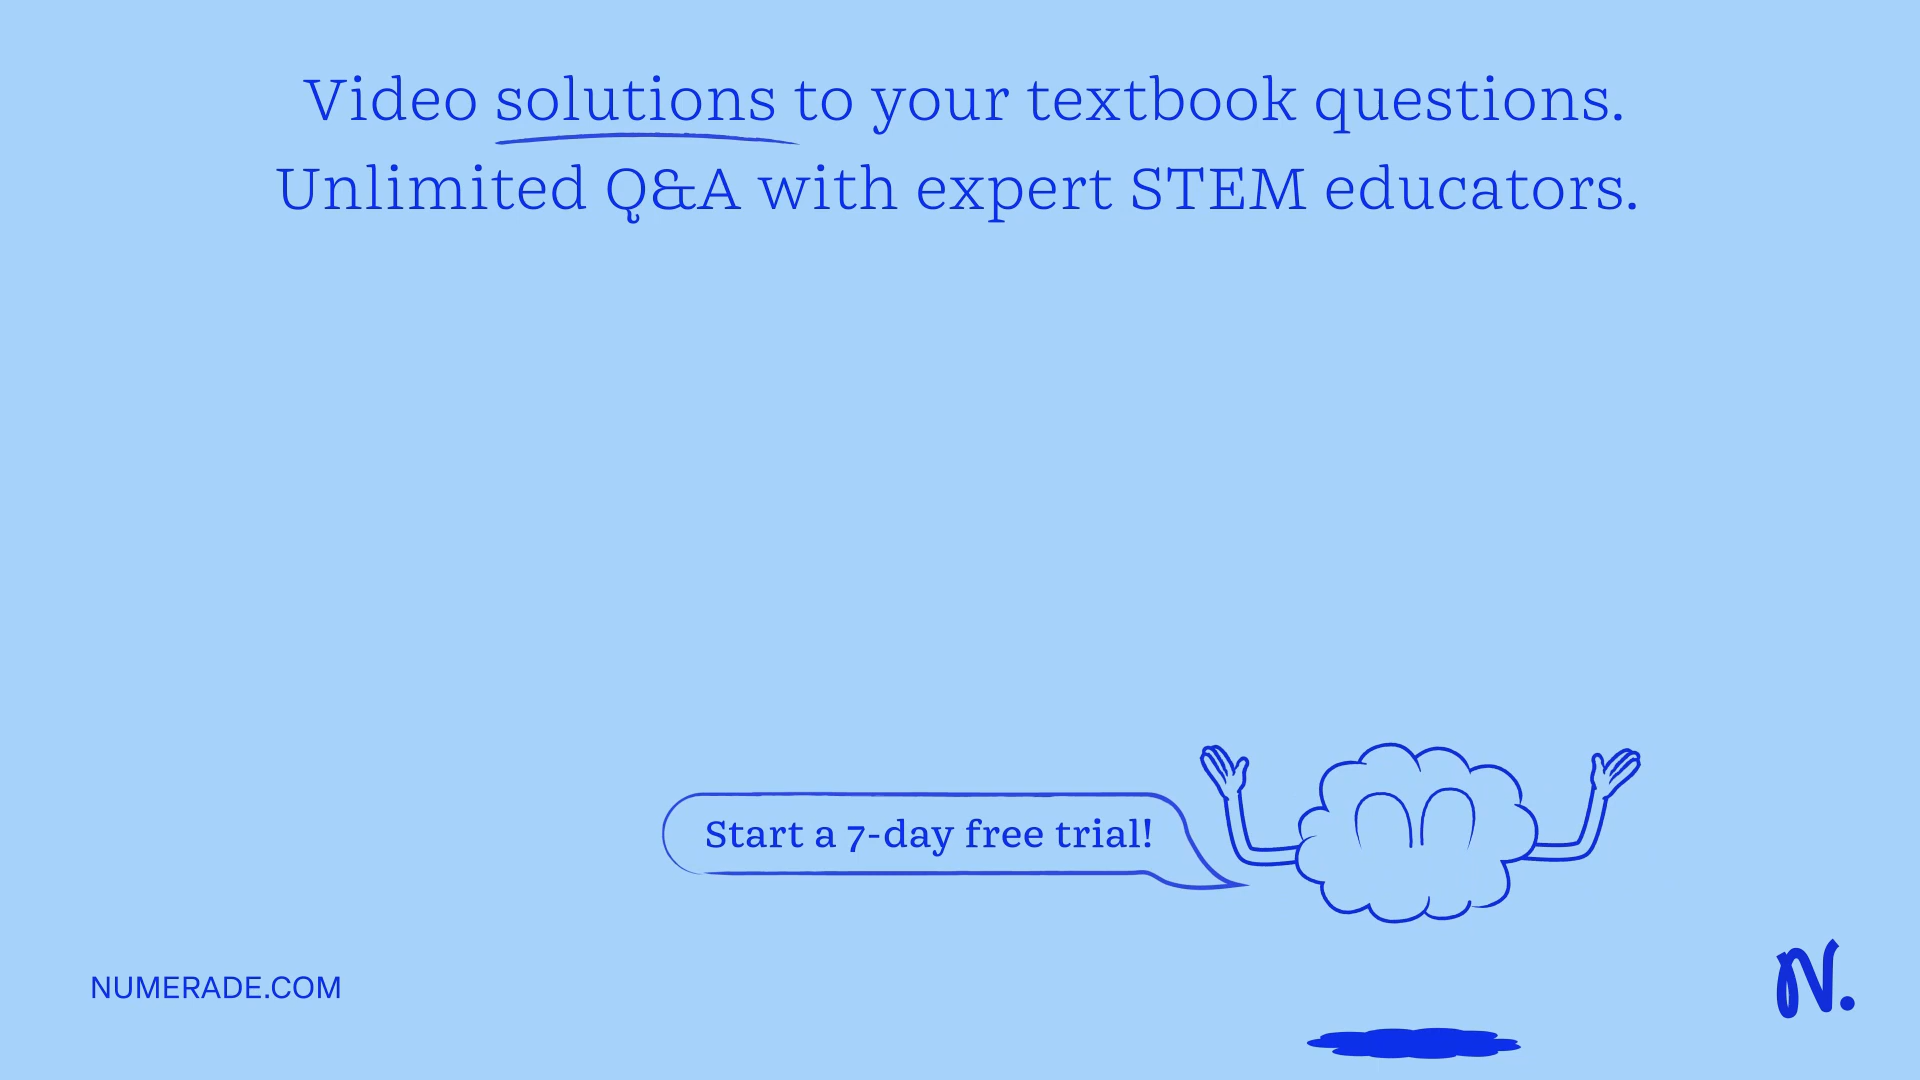 Video solutions to your textbook questions.
Unlimited Q&A with expert STEM educators.
Start a 7-day free trial!
NUMERADE.COM
N.